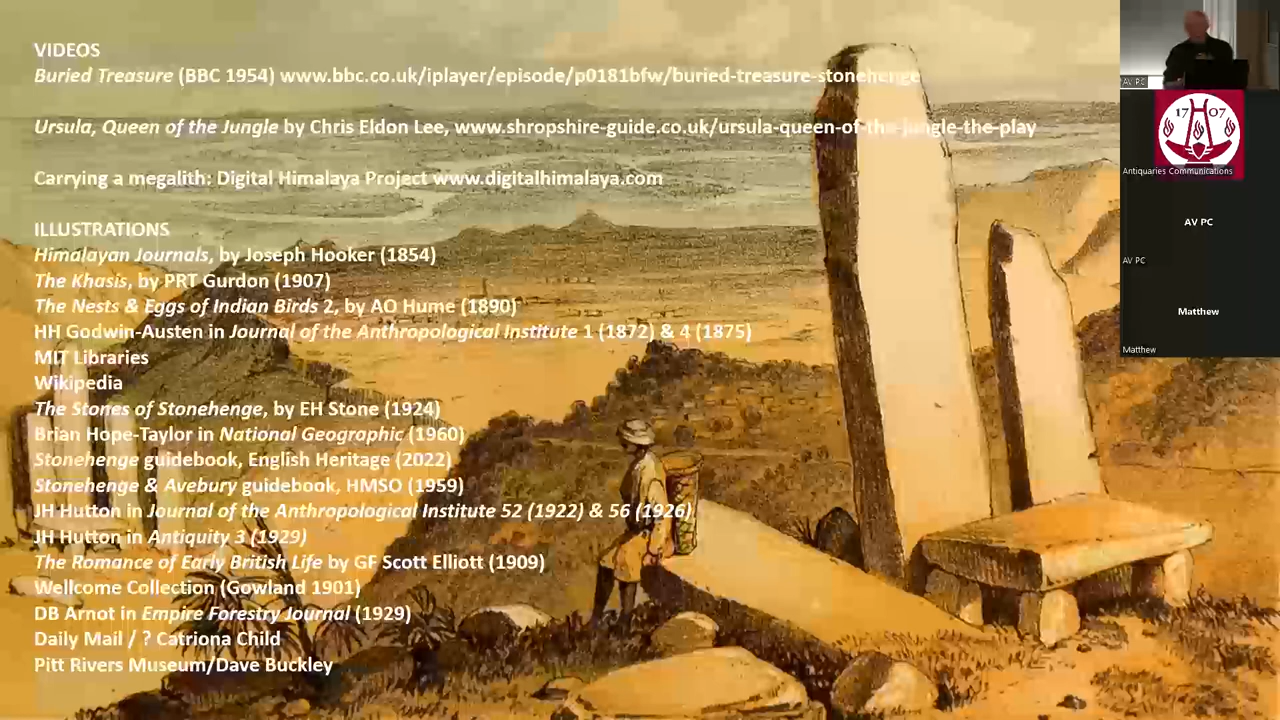 VIDEOS
Buried Treasure (BBC 1954) www.bbc.co.uk/iplayer/episode/p0181bfw/buried-treasure-stonehenge
Ursula, Queen of the Jungle by Chris Eldon Lee, www.shropshire-guide.co.uk/ursula-queen-of-the-jungle-the-play
Carrying a megalith: Digital Himalaya Project www.digitalhimalaya.com
ILLUSTRATIONS
Himalayan Journals, by Joseph Hooker (1854)
The Khasis, by PRT Gurdon (1907)
The Nests & Eggs of Indian Birds 2, by AO Hume (1890)
HH Godwin-Austen in Journal of the Anthropological Institute 1 (1872) & 4 (1875)
MIT Libraries
Wikipedia
The Stones of Stonehenge, by EH Stone (1924)
Brian Hope-Taylor in National Geographic (1960)
Stonehenge guidebook, English Heritage (2022)
Stonehenge & Avebury guidebook, HMSO (1959)
JH Hutton in Journal of the Anthropological Institute 52 (1922) & 56 (1926)
JH Hutton in Antiquity 3 (1929)
The Romance of Early British Life by GF Scott Elliott (1909)
Wellcome Collection (Gowland 1901)
DB Arnot in Empire Forestry Journal (1929)
Daily Mail / ? Catriona Child
Pitt Rivers Museum/Dave Buckley
AV PC
17 07
Antiquaries Communications
AV PC
AV PC
Matthew
Matthew